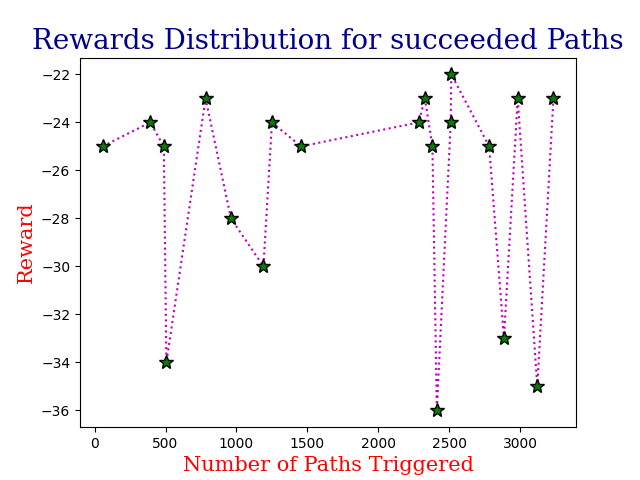 Rewards Distribution for succeeded Paths
−22
−24
−26
−28
−30
−32
−34
−36
Reward
0 500 1000 1500 2000 2500 3000
Number of Paths Triggered